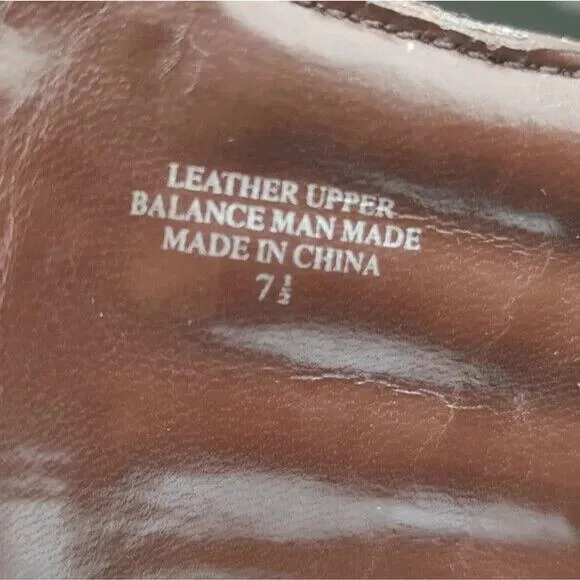 LEATHER UPPER
BALANCE MAN MADE
MADE IN CHINA
7½